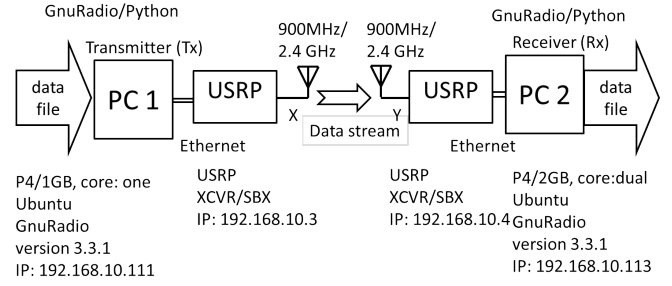 GnuRadio/Python
Transmitter (Tx)
data
file
PC 1
USRP
Ethernet
900MHz/
2.4 GHz
X
Data stream
900MHz/
2.4 GHz
Y
USRP
Ethernet
GnuRadio/Python
Receiver (Rx)
PC 2
data
file
P4/1GB, core: one
Ubuntu
GnuRadio
version 3.3.1
IP: 192.168.10.111
USRP
XCVR/SBX
IP: 192.168.10.3
USRP
XCVR/SBX
IP: 192.168.10.4
P4/2GB, core:dual
Ubuntu
GnuRadio
version 3.3.1
IP: 192.168.10.113